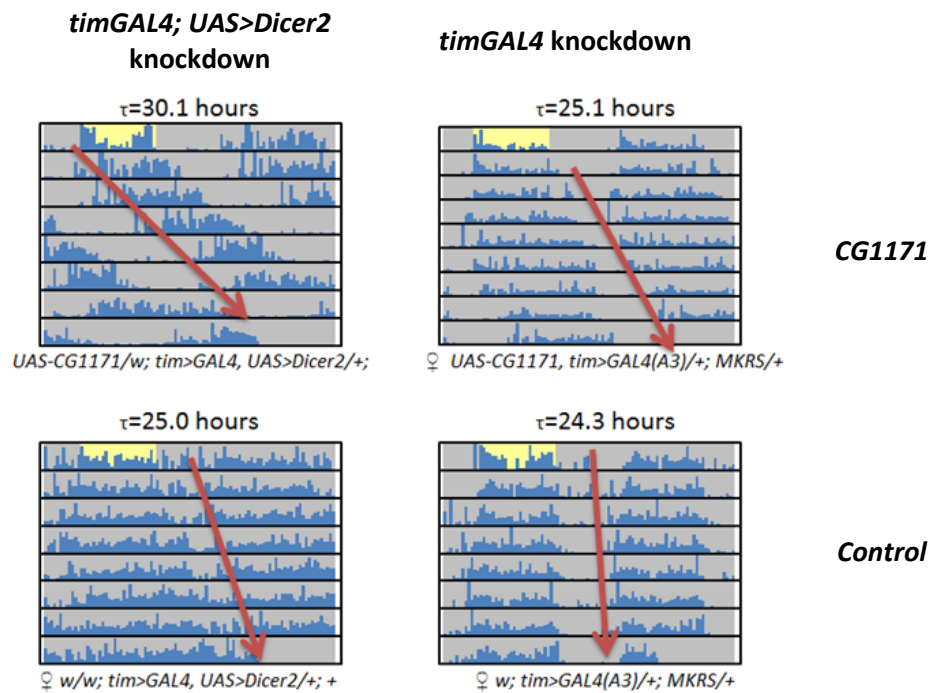 timGAL4; UAS>Dicer2
knockdown
timGAL4 knockdown
τ=30.1 hours
τ=25.1 hours
CG1171
UAS-CG1171/w; tim>GAL4, UAS>Dicer2/+;
♀ UAS-CG1171, tim>GAL4(A3)/+; MKRS/+
τ=25.0 hours
τ=24.3 hours
Control
♀ w/w; tim>GAL4, UAS>Dicer2/+; +
♀ w; tim>GAL4(A3)/+; MKRS/+